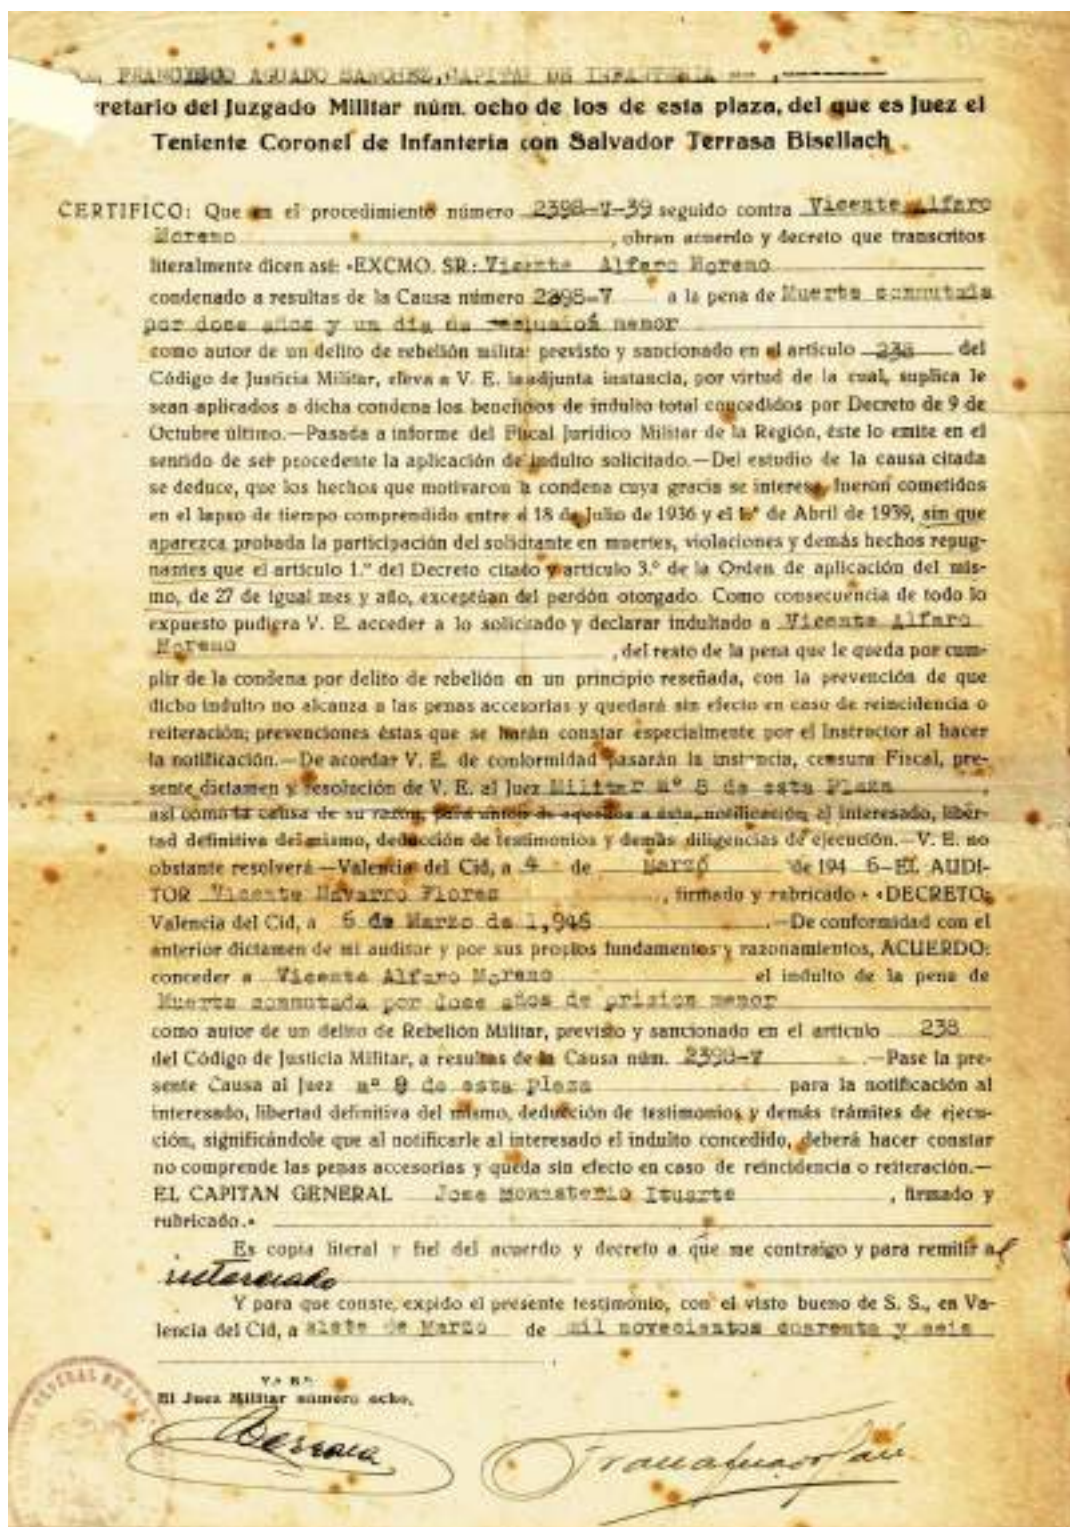 FRANCISCO AGUADO SANCHEZ, CAPITAN DE INFANTERIA
retario del Juzgado Militar núm. ocho de los de esta plaza, del que es Juez el
Teniente Coronel de Infantería con Salvador Terrasa Bisellach
CERTIFICO: Que en el procedimiento número 2398-V-39 seguido contra Vicente Alfaro
Moreno, obran acuerdo y decreto que transcritos
literalmente dicen así: «EXCMO. SR: Vicente Alfaro Moreno
condenado a resultas de la Causa número 2398-V a la pena de Muerte conmutada
por dose años y un dia de menor
como autor de un delito de rebelión militar previsto y sancionado en el artículo 238 del
Código de Justicia Militar, eleva a V. E. la adjunta instancia, por virtud de la cual, suplica le
sean aplicados a dicha condena los beneficios de indulto total concedidos por Decreto de 9 de
Octubre último.—Pasada a informe del Fiscal Jurídico Militar de la Región, éste lo emite en el
sentido de ser procedente la aplicación de indulto solicitado.—Del estudio de la causa citada
se deduce, que los hechos que motivaron la condena cuya gracia se interesa, fueron cometidos
en el lapso de tiempo comprendido entre el 18 de Julio de 1936 y el 1.º de Abril de 1939, sin que
aparezca probada la participación del solicitante en muertes, violaciones y demás hechos repug-
nantes que el artículo 1.º del Decreto citado y artículo 3.º de la Orden de aplicación del mis-
mo, de 27 de igual mes y año, exceptúan del perdón otorgado. Como consecuencia de todo lo
expuesto pudiera V. E. acceder a lo solicitado y declarar indultado a Vicente Alfaro
Moreno, del resto de la pena que le queda por cum-
plir de la condena por delito de rebelión en un principio reseñada, con la prevención de que
dicho indulto no alcanza a las penas accesorias y quedará sin efecto en caso de reincidencia o
reiteración; prevenciones éstas que se harán constar especialmente por el Instructor al hacer
la notificación.—De acordar V. E. de conformidad pasarán la instancia, censura Fiscal, pre-
sente dictamen y resolución de V. E. al Juez Militar nº 8 de esta Plaza,
así como la causa de su razón, para unión de aquellos a ésta, notificación al interesado, liber-
tad definitiva del mismo, deducción de testimonios y demás diligencias de ejecución.—V. E. no
obstante resolverá—Valencia del Cid, a 4 de Marzo de 194 6-EL AUDI-
TOR Vicente Navarro Flores, firmado y rubricado» «DECRETO:
Valencia del Cid, a 6 de Marzo de 1,946.—De conformidad con el
anterior dictamen de mi auditor y por sus propios fundamentos y razonamientos, ACUERDO:
conceder a Vicente Alfaro Moreno el indulto de la pena de
Muerte conmutada por dose años de prision menor
como autor de un delito de Rebelión Militar, previsto y sancionado en el artículo 238
del Código de Justicia Militar, a resultas de la Causa núm. 2398-V.—Pase la pre-
sente Causa al Juez nº 8 de esta Plaza para la notificación al
interesado, libertad definitiva del mismo, deducción de testimonios y demás trámites de ejecu-
ción, significándole que al notificarle al interesado el indulto concedido, deberá hacer constar
no comprende las penas accesorias y queda sin efecto en caso de reincidencia o reiteración.—
EL CAPITAN GENERAL Jose Monasterio Ituarte, firmado y
rubricado.»
Es copia literal y fiel del acuerdo y decreto a que me contraigo y para remitir al
interesado
Y para que conste, expido el presente testimonio, con el visto bueno de S. S., en Va-
lencia del Cid, a siete de Marzo de mil novecientos cuarenta y seis
V.º B.º
El Juez Militar número ocho,
Terrasa